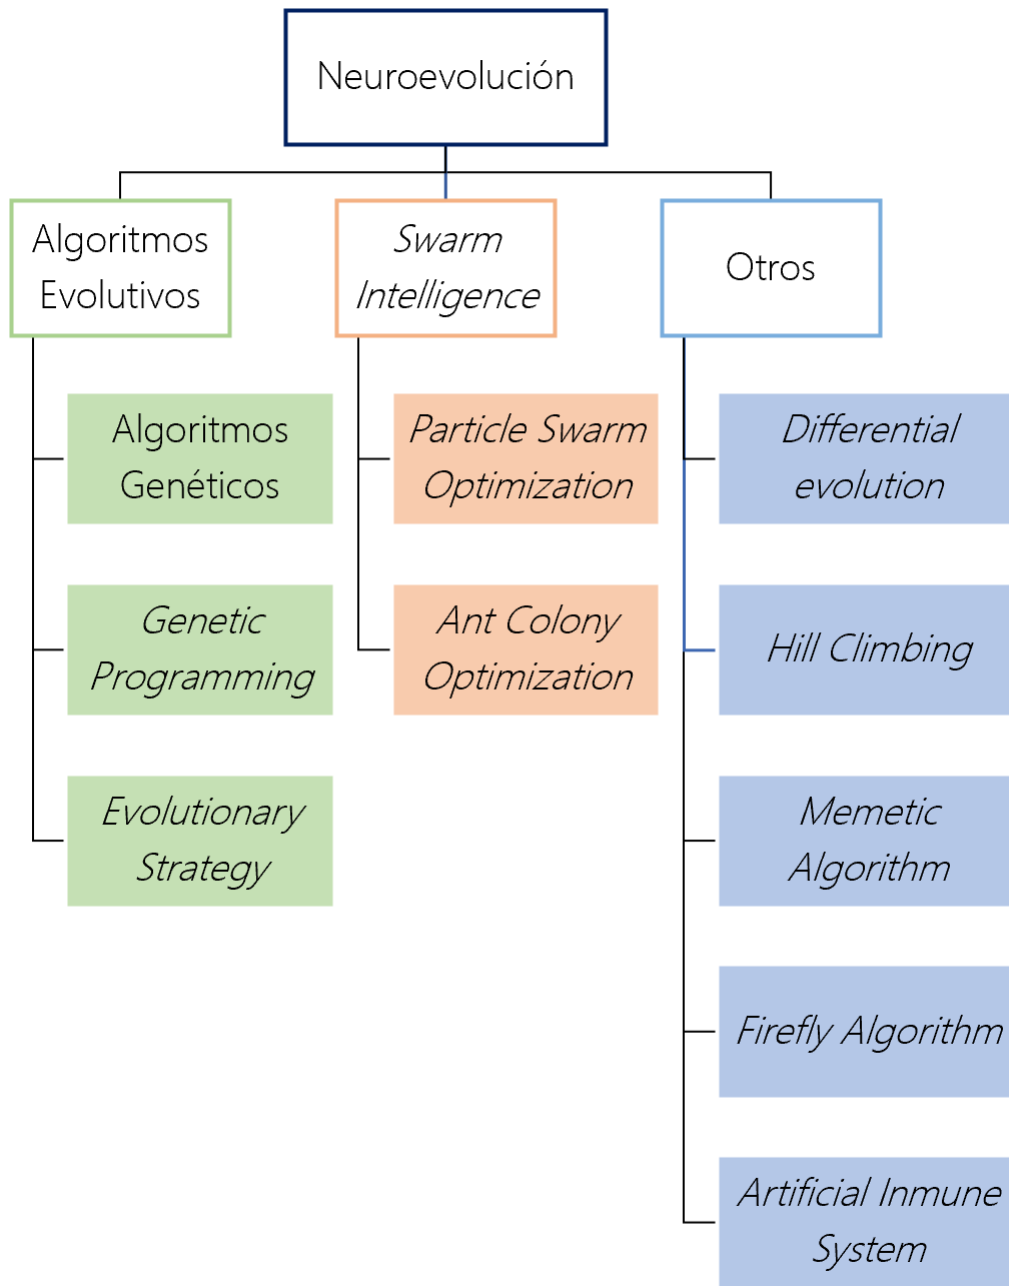 Neuroevolución
Algoritmos
Evolutivos
Algoritmos
Genéticos
Genetic
Programming
Evolutionary
Strategy
Swarm
Intelligence
Particle Swarm
Optimization
Ant Colony
Optimization
Otros
Differential
evolution
Hill Climbing
Memetic
Algorithm
Firefly Algorithm
Artificial Inmune
System